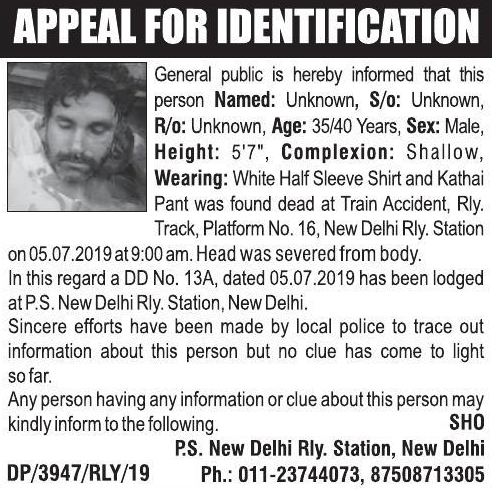 APPEAL FOR IDENTIFICATION
General public is hereby informed that this
person Named: Unknown, S/o: Unknown,
R/o: Unknown, Age: 35/40 Years, Sex: Male,
Height: 5'7", Complexion: Shallow,
Wearing: White Half Sleeve Shirt and Kathai
Pant was found dead at Train Accident, Rly.
Track, Platform No. 16, New Delhi Rly. Station
on 05.07.2019 at 9:00 am. Head was severed from body.
In this regard a DD No. 13A, dated 05.07.2019 has been lodged
at P.S. New Delhi Rly. Station, New Delhi.
Sincere efforts have been made by local police to trace out
information about this person but no clue has come to light
so far.
Any person having any information or clue about this person may
kindly inform to the following. SHO
P.S. New Delhi Rly. Station, New Delhi
DP/3947/RLY/19 Ph.: 011-23744073, 87508713305